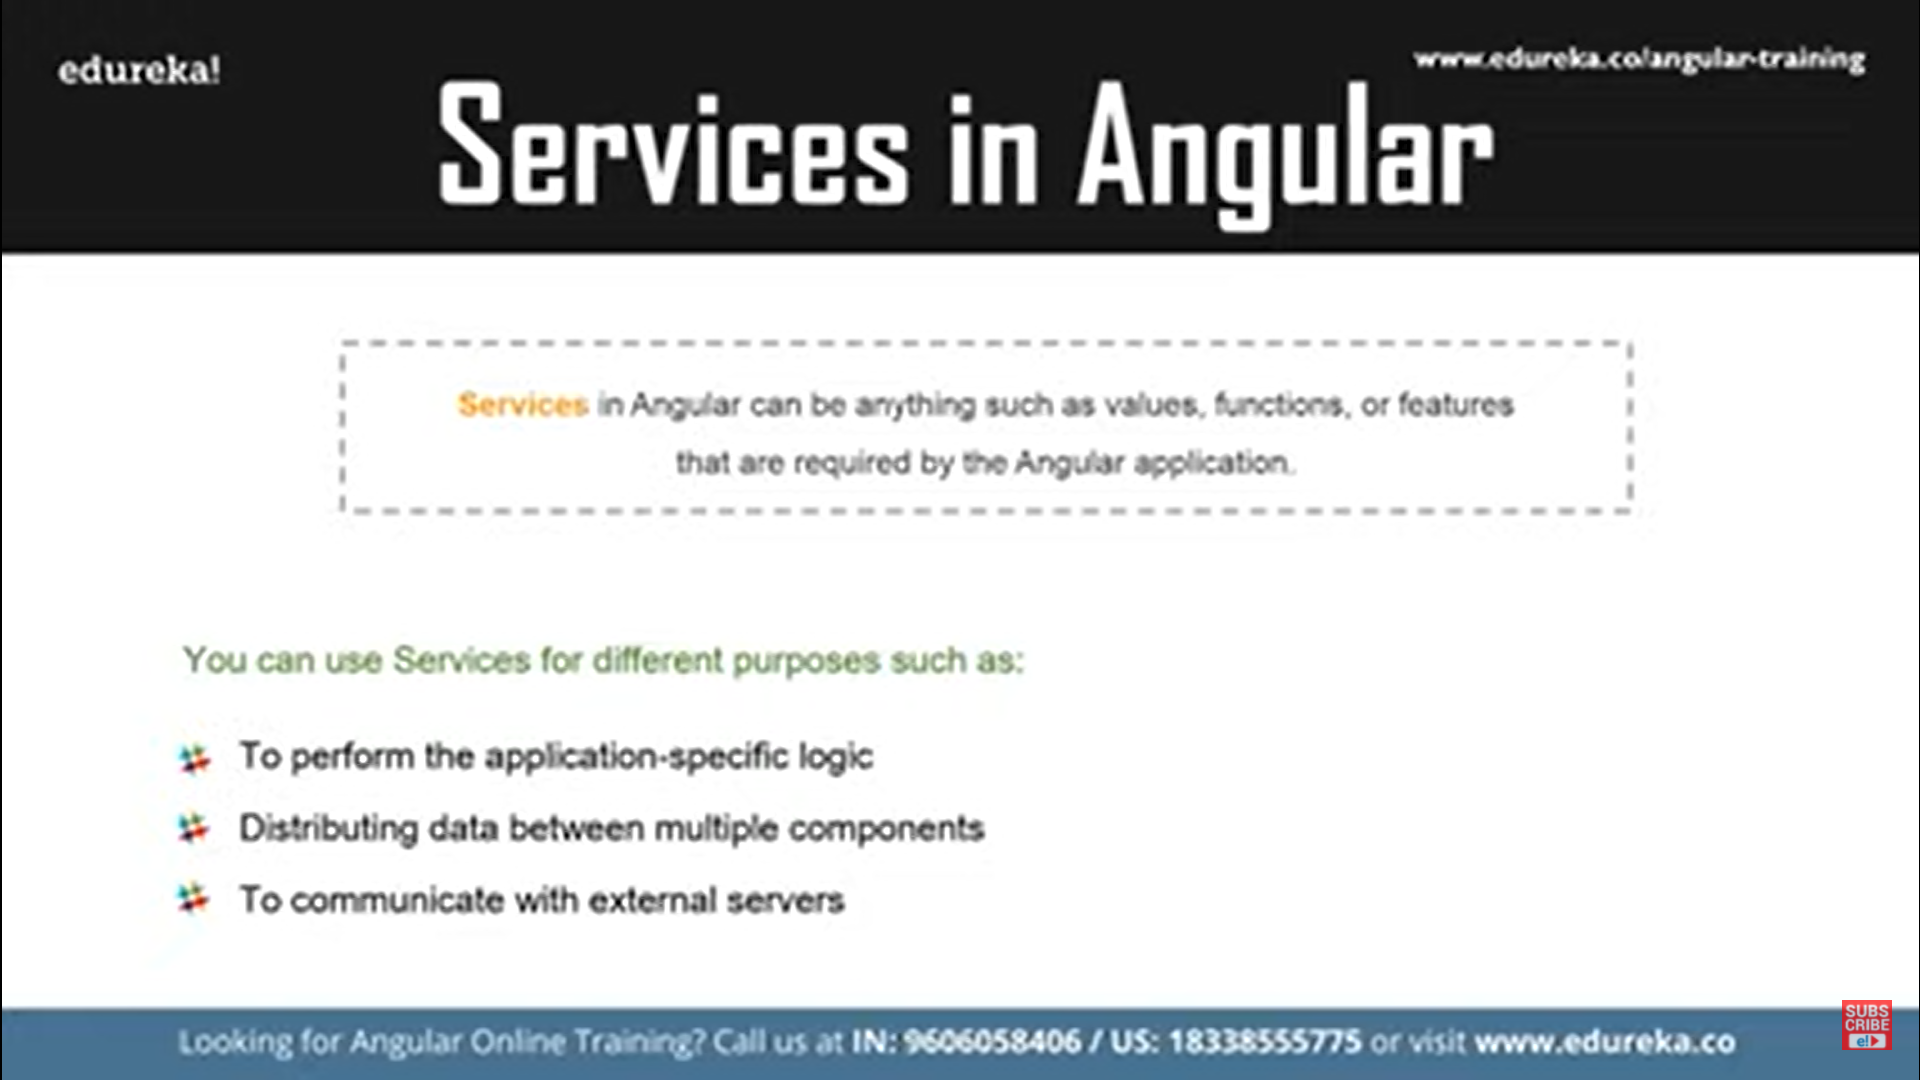 edureka!
www.edureka.co/angular-training
Services in Angular
Services in Angular can be anything such as values, functions, or features
that are required by the Angular application.
You can use Services for different purposes such as:
To perform the application-specific logic
Distributing data between multiple components
To communicate with external servers
Looking for Angular Online Training? Call us at IN: 9606058406 / US: 18338555775 or visit www.edureka.co
SUBS
CRIBE
e!